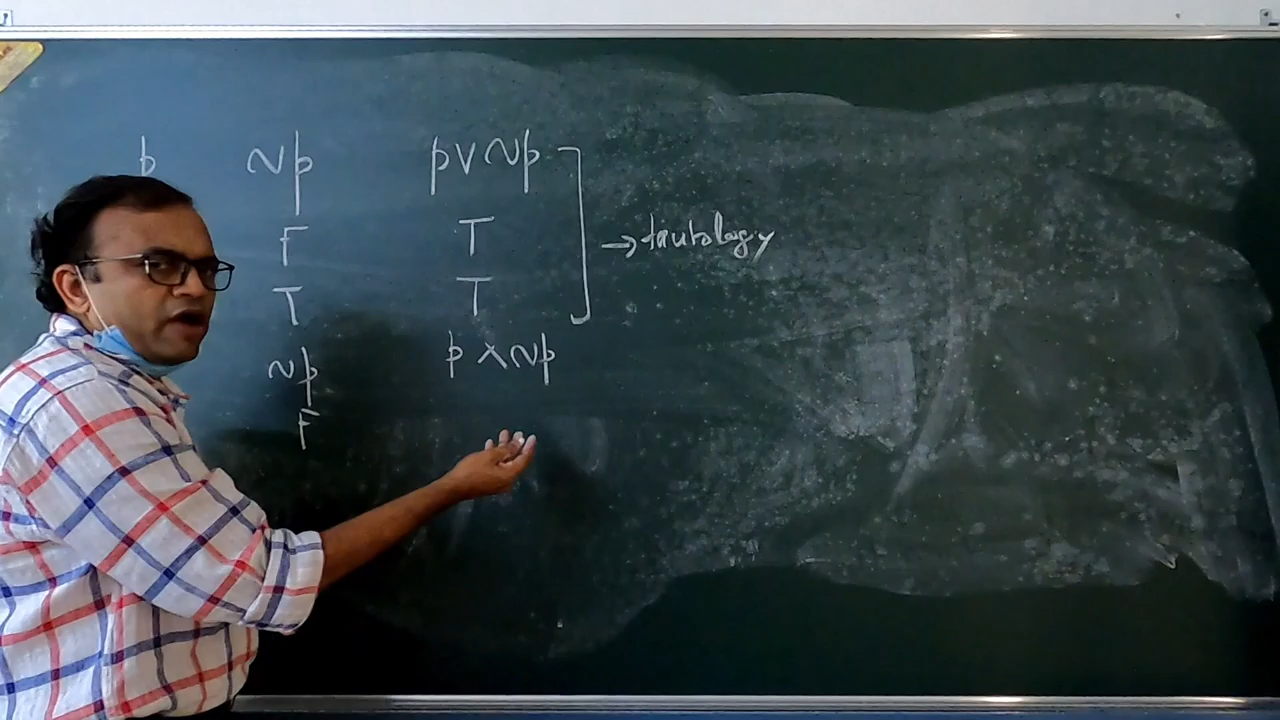 p ~p p∨~p
F T → tautology
T T
~p p∧~p
F